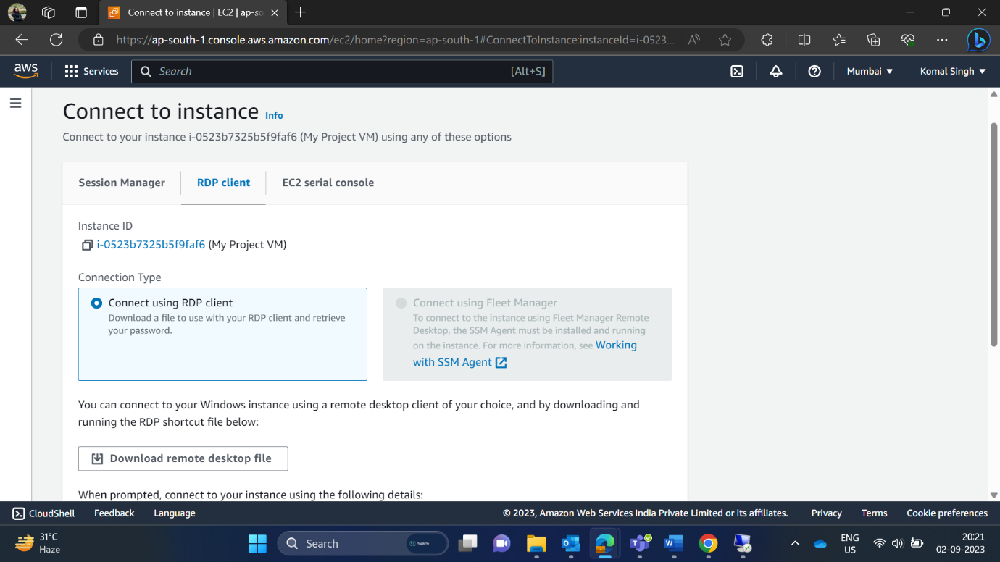 Connect to instance | EC2 | ap-so
https://ap-south-1.console.aws.amazon.com/ec2/home?region=ap-south-1#ConnectToInstance:instanceId=i-0523...
aws
Services
Search
[Alt+S]
Mumbai
Komal Singh
Connect to instance Info
Connect to your instance i-0523b7325b5f9faf6 (My Project VM) using any of these options
Session Manager
RDP client
EC2 serial console
Instance ID
i-0523b7325b5f9faf6 (My Project VM)
Connection Type
Connect using RDP client
Download a file to use with your RDP client and retrieve
your password.
Connect using Fleet Manager
To connect to the instance using Fleet Manager Remote
Desktop, the SSM Agent must be installed and running
on the instance. For more information, see Working
with SSM Agent
You can connect to your Windows instance using a remote desktop client of your choice, and by downloading and
running the RDP shortcut file below:
Download remote desktop file
When prompted, connect to your instance using the following details:
CloudShell
Feedback
Language
© 2023, Amazon Web Services India Private Limited or its affiliates.
Privacy
Terms
Cookie preferences
31°C
Haze
Search
ENG
US
20:21
02-09-2023